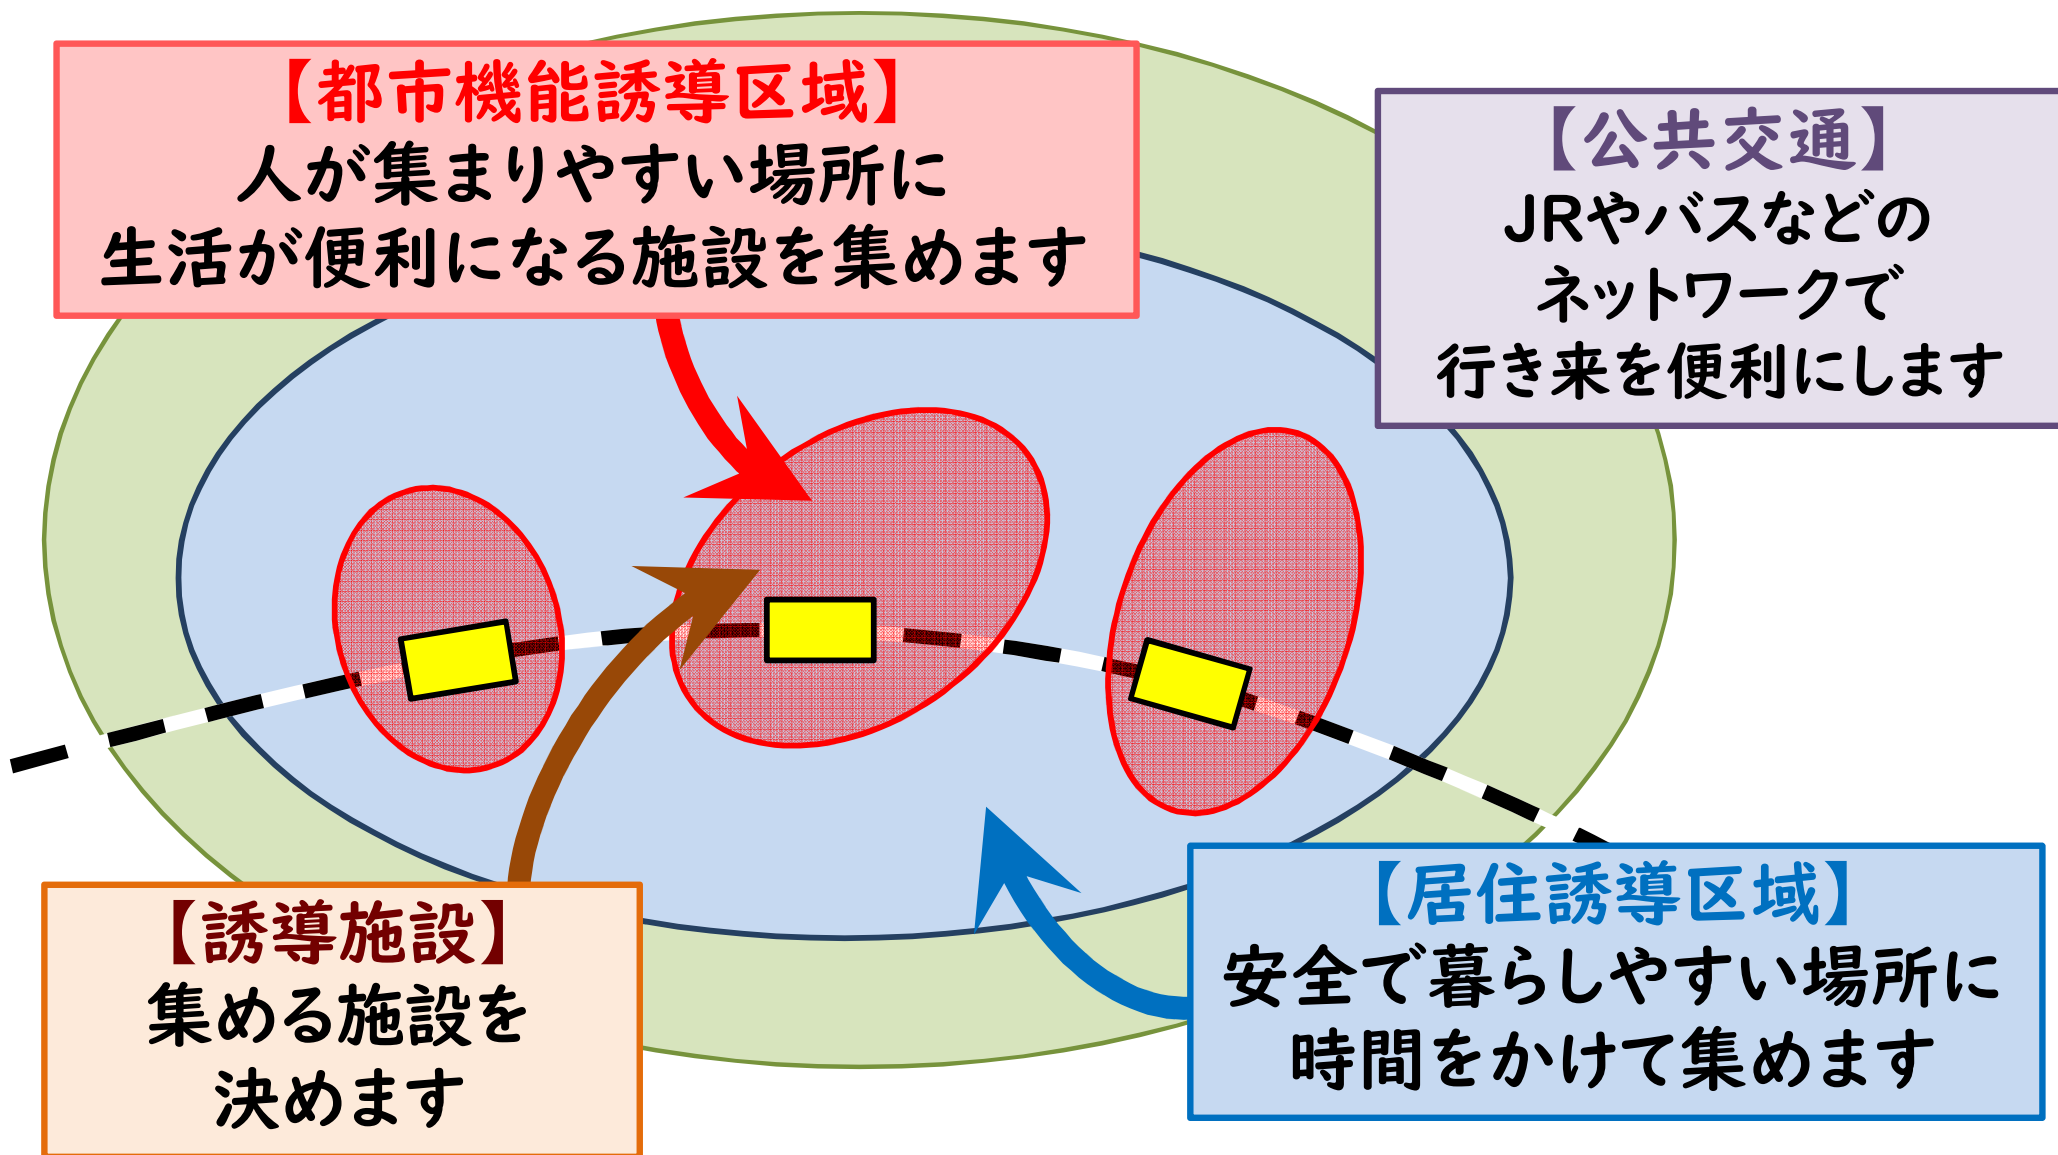 【都市機能誘導区域】
人が集まりやすい場所に
生活が便利になる施設を集めます
【公共交通】
JRやバスなどの
ネットワークで
行き来を便利にします
【誘導施設】
集める施設を
決めます
【居住誘導区域】
安全で暮らしやすい場所に
時間をかけて集めます